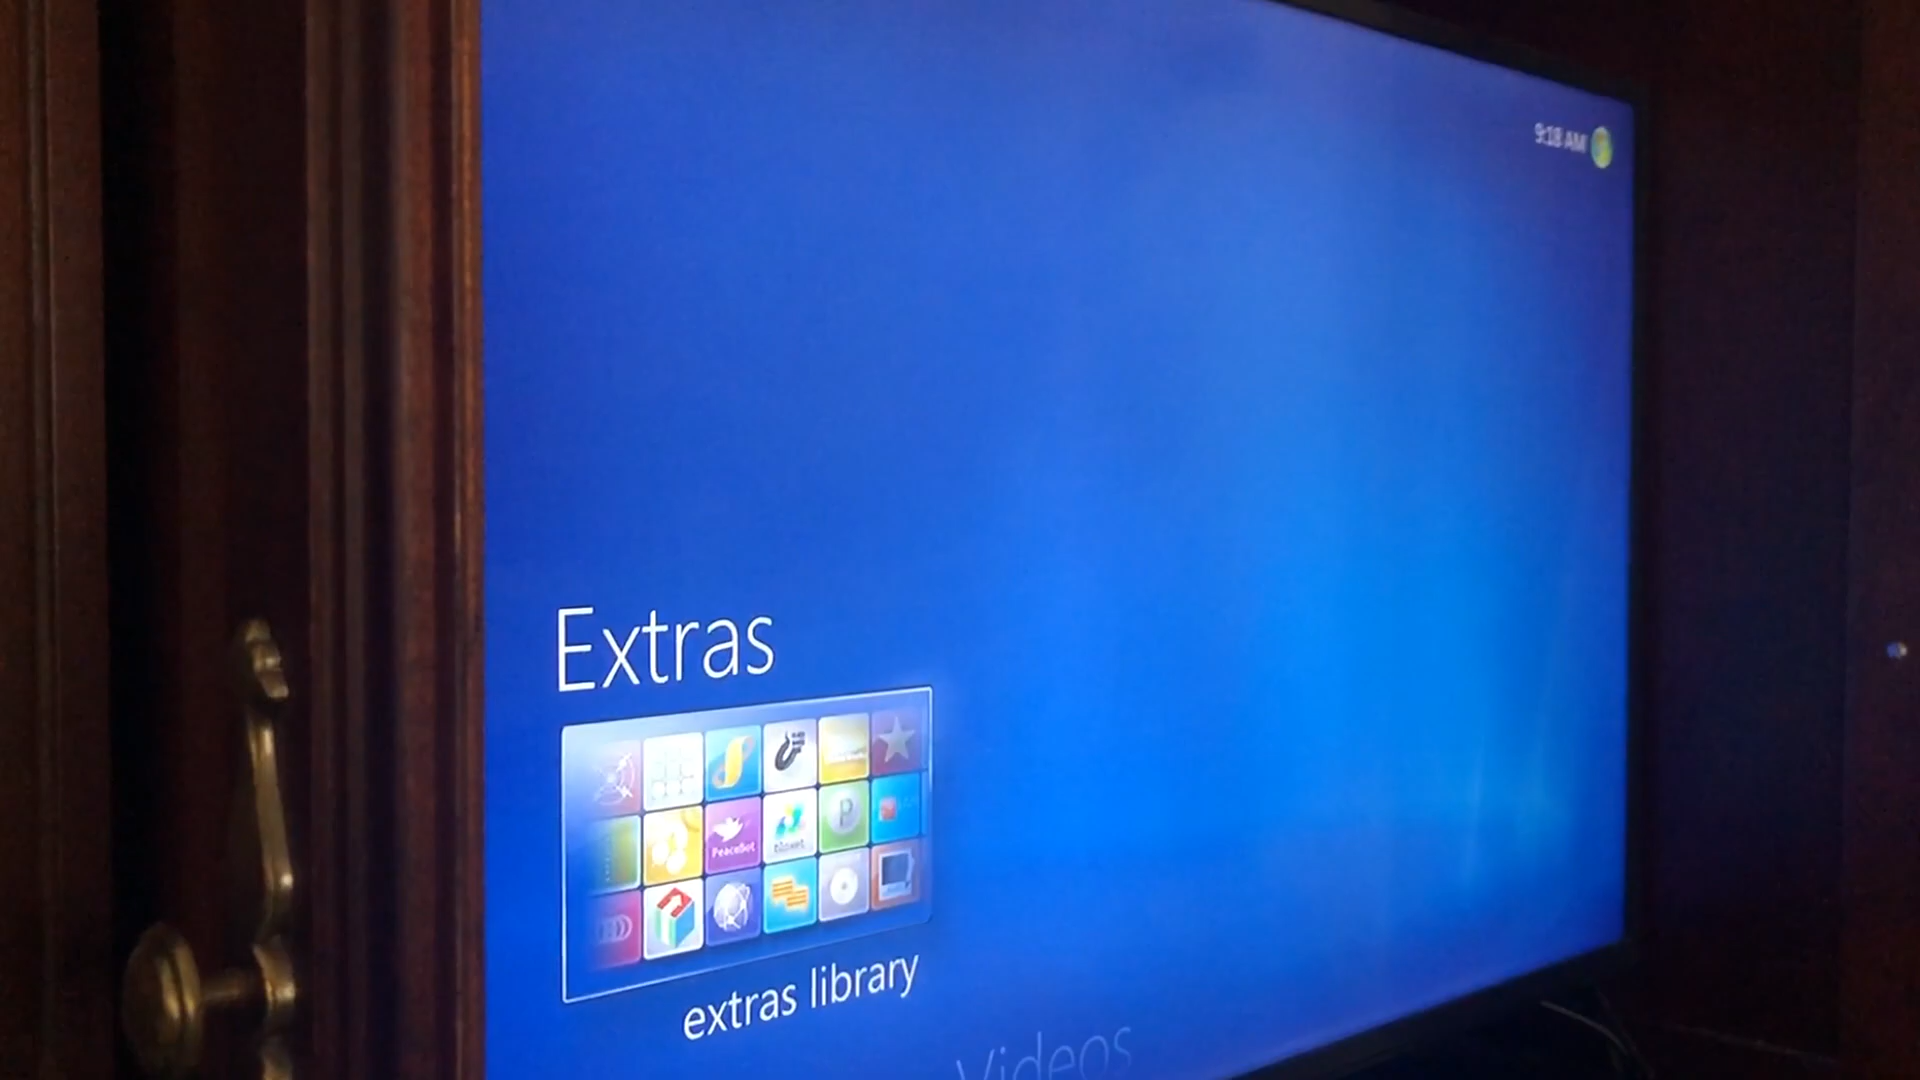 9:18 AM
Extras
PeaceBot
extras library
Videos